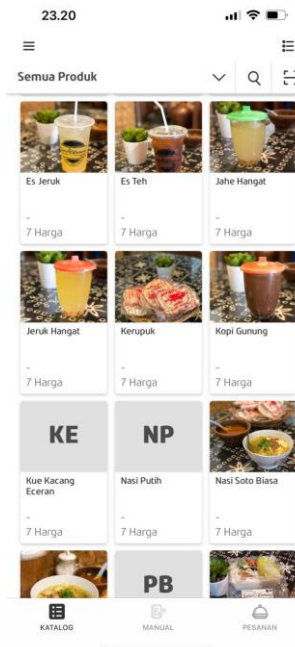 23.20
Semua Produk
Es Jeruk
Es Teh
Jahe Hangat
-
-
-
7 Harga
7 Harga
7 Harga
Jeruk Hangat
Kerupuk
Kopi Gunung
-
-
-
7 Harga
7 Harga
7 Harga
KE
NP
Kue Kacang
Eceran
Nasi Putih
Nasi Soto Biasa
-
-
-
7 Harga
7 Harga
7 Harga
PB
KATALOG
MANUAL
PESANAN